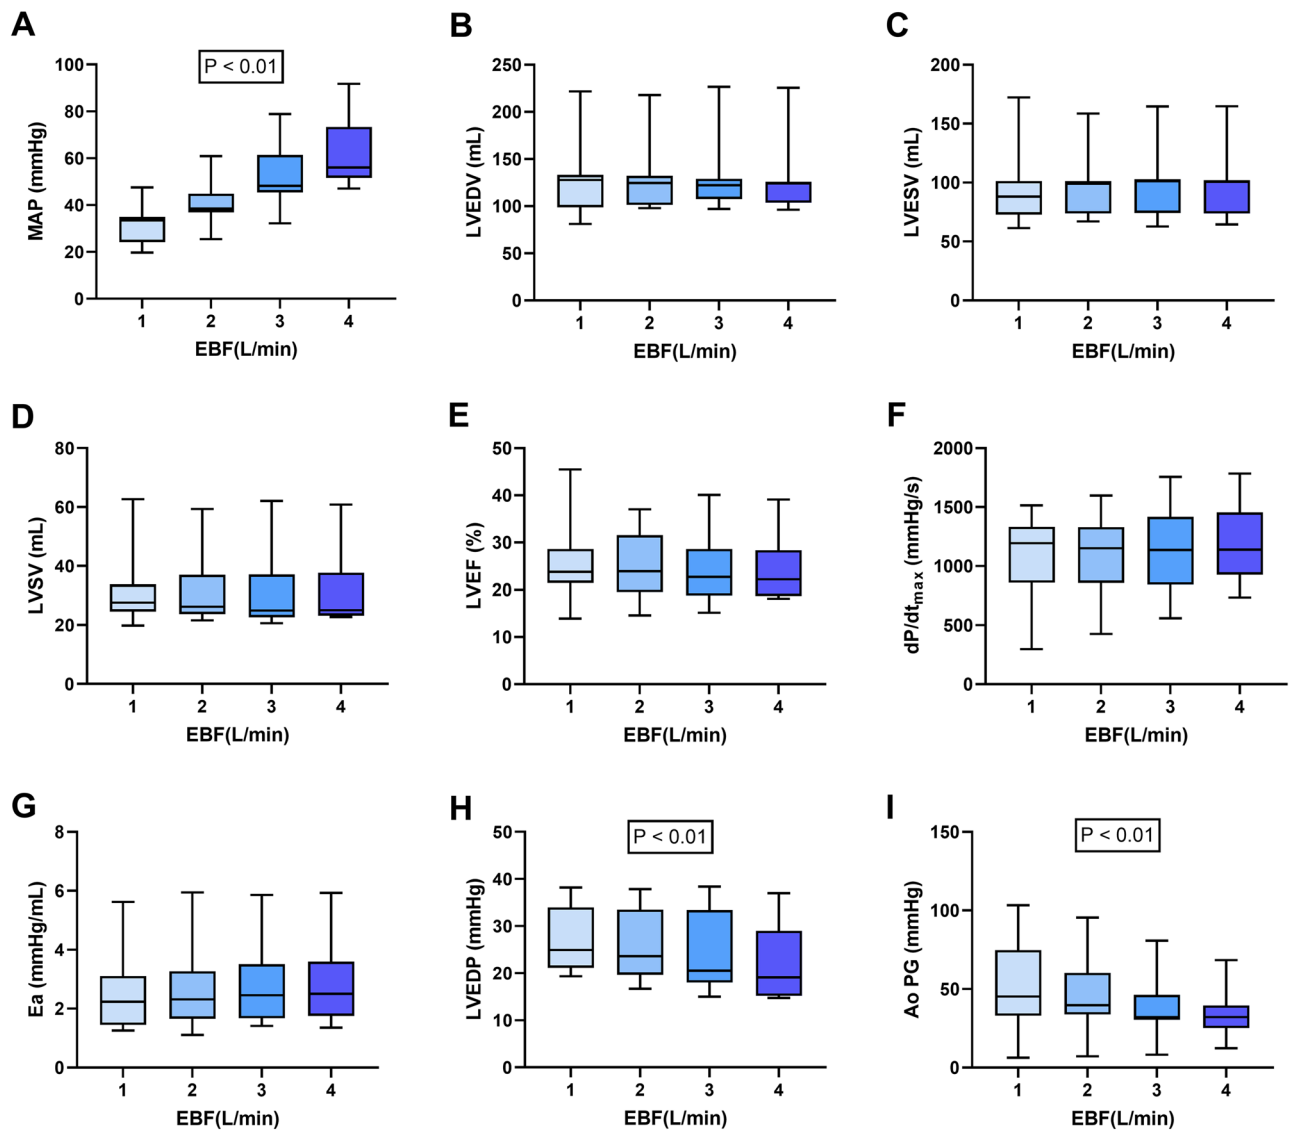 A
P < 0.01
MAP (mmHg)
100
80
60
40
20
0
1 2 3 4
EBF(L/min)
B
LVEDV (mL)
250
200
150
100
50
0
1 2 3 4
EBF(L/min)
C
LVESV (mL)
200
150
100
50
0
1 2 3 4
EBF(L/min)
D
LVSV (mL)
80
60
40
20
0
1 2 3 4
EBF(L/min)
E
LVEF (%)
50
40
30
20
10
0
1 2 3 4
EBF(L/min)
F
dP/dtmax (mmHg/s)
2000
1500
1000
500
0
1 2 3 4
EBF(L/min)
G
Ea (mmHg/mL)
8
6
4
2
0
1 2 3 4
EBF(L/min)
H
P < 0.01
LVEDP (mmHg)
50
40
30
20
10
0
1 2 3 4
EBF(L/min)
I
P < 0.01
Ao PG (mmHg)
150
100
50
0
1 2 3 4
EBF(L/min)